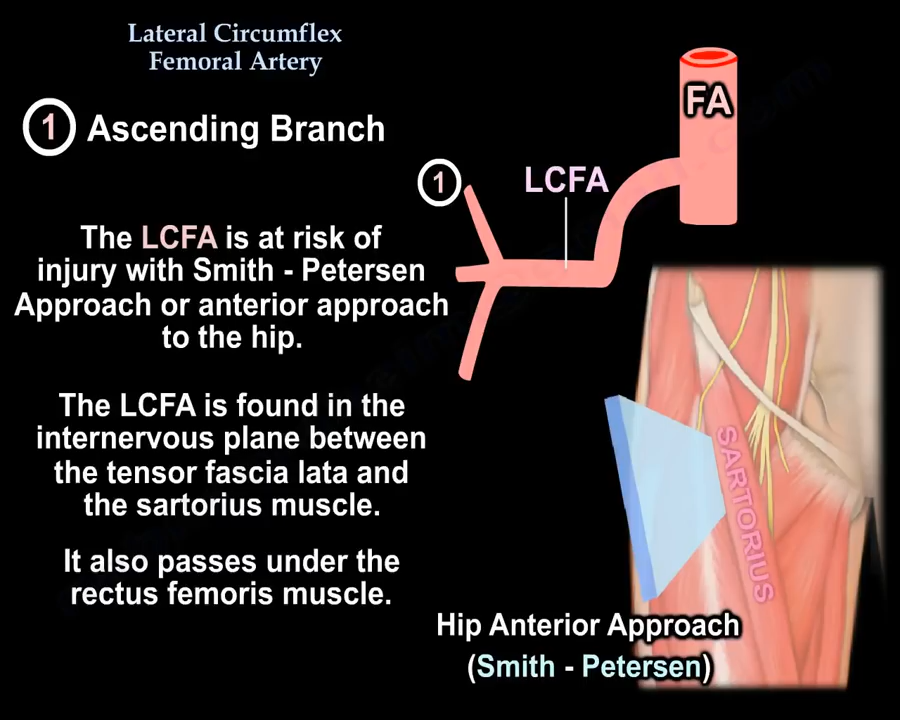 Lateral Circumflex
Femoral Artery
1 Ascending Branch
The LCFA is at risk of
injury with Smith - Petersen
Approach or anterior approach
to the hip.
The LCFA is found in the
internervous plane between
the tensor fascia lata and
the sartorius muscle.
It also passes under the
rectus femoris muscle.
FA
1
LCFA
SARTORIUS
Hip Anterior Approach
(Smith - Petersen)